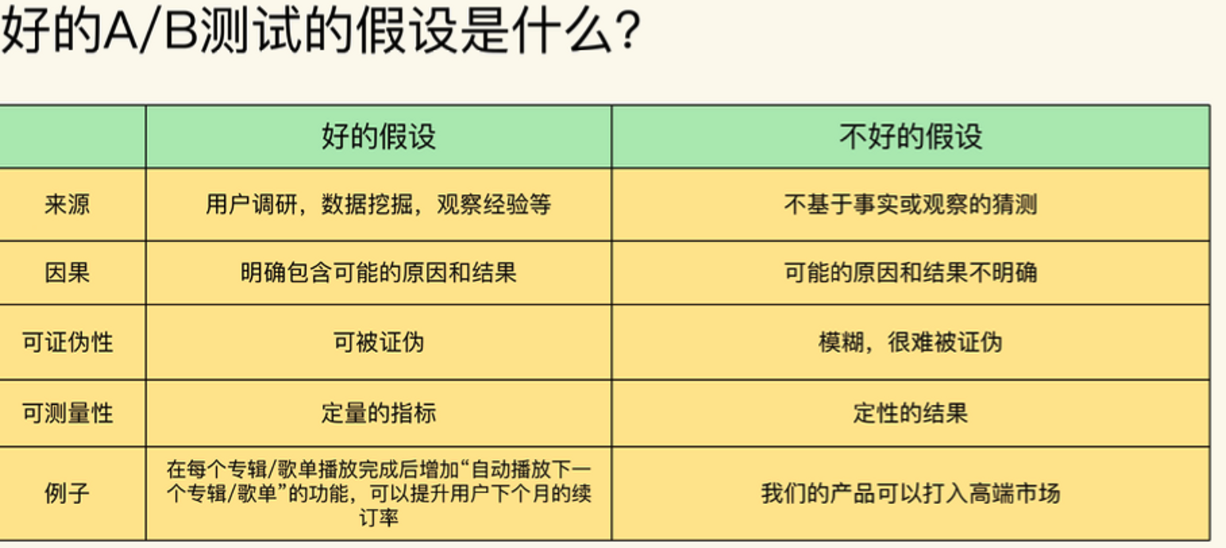 好的A/B测试的假设是什么？
好的假设
不好的假设
来源
用户调研，数据挖掘，观察经验等
不基于事实或观察的猜测
因果
明确包含可能的原因和结果
可能的原因和结果不明确
可证伪性
可被证伪
模糊，很难被证伪
可测量性
定量的指标
定性的结果
例子
在每个专辑/歌单播放完成后增加“自动播放下一
个专辑/歌单”的功能，可以提升用户下个月的续
订率
我们的产品可以打入高端市场